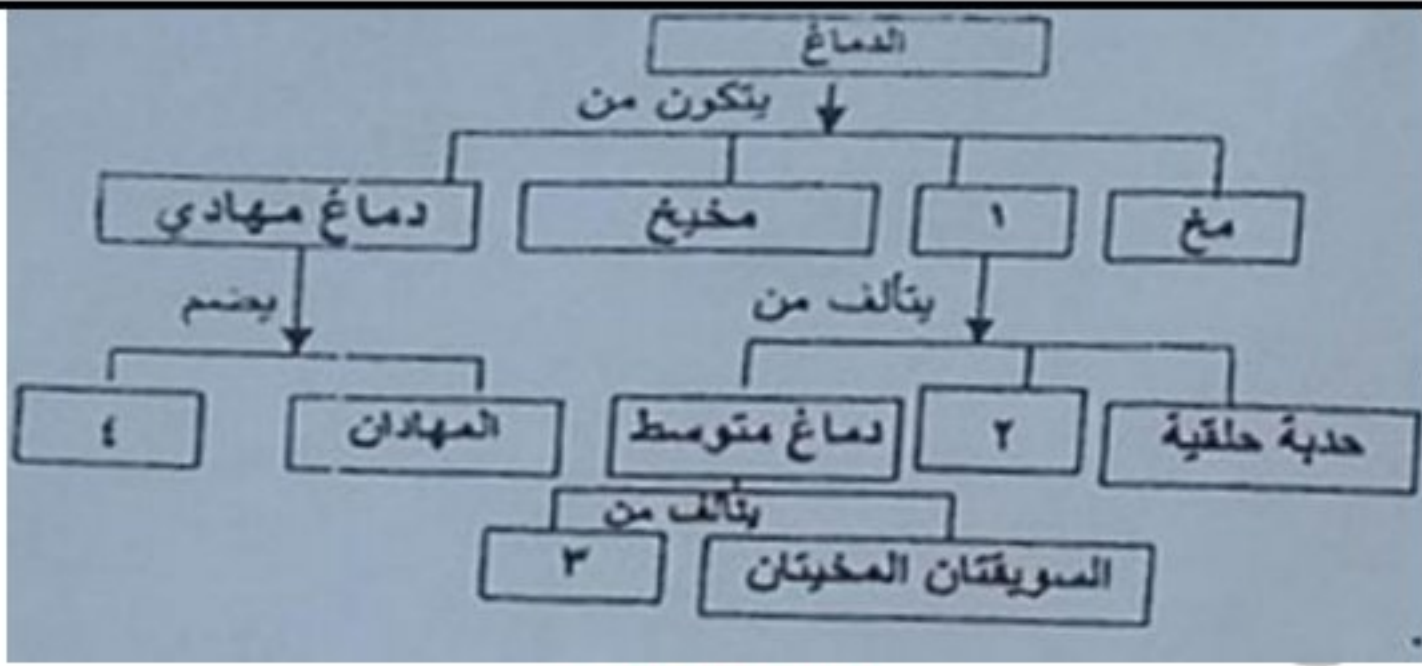 الدماغ
يتكون من
مخ
١
مخيخ
دماغ مهادي
يتألف من
يضم
حدبة حلقية
٢
دماغ متوسط
المهادان
٤
يتألف من
السويقتان المخيتان
٣